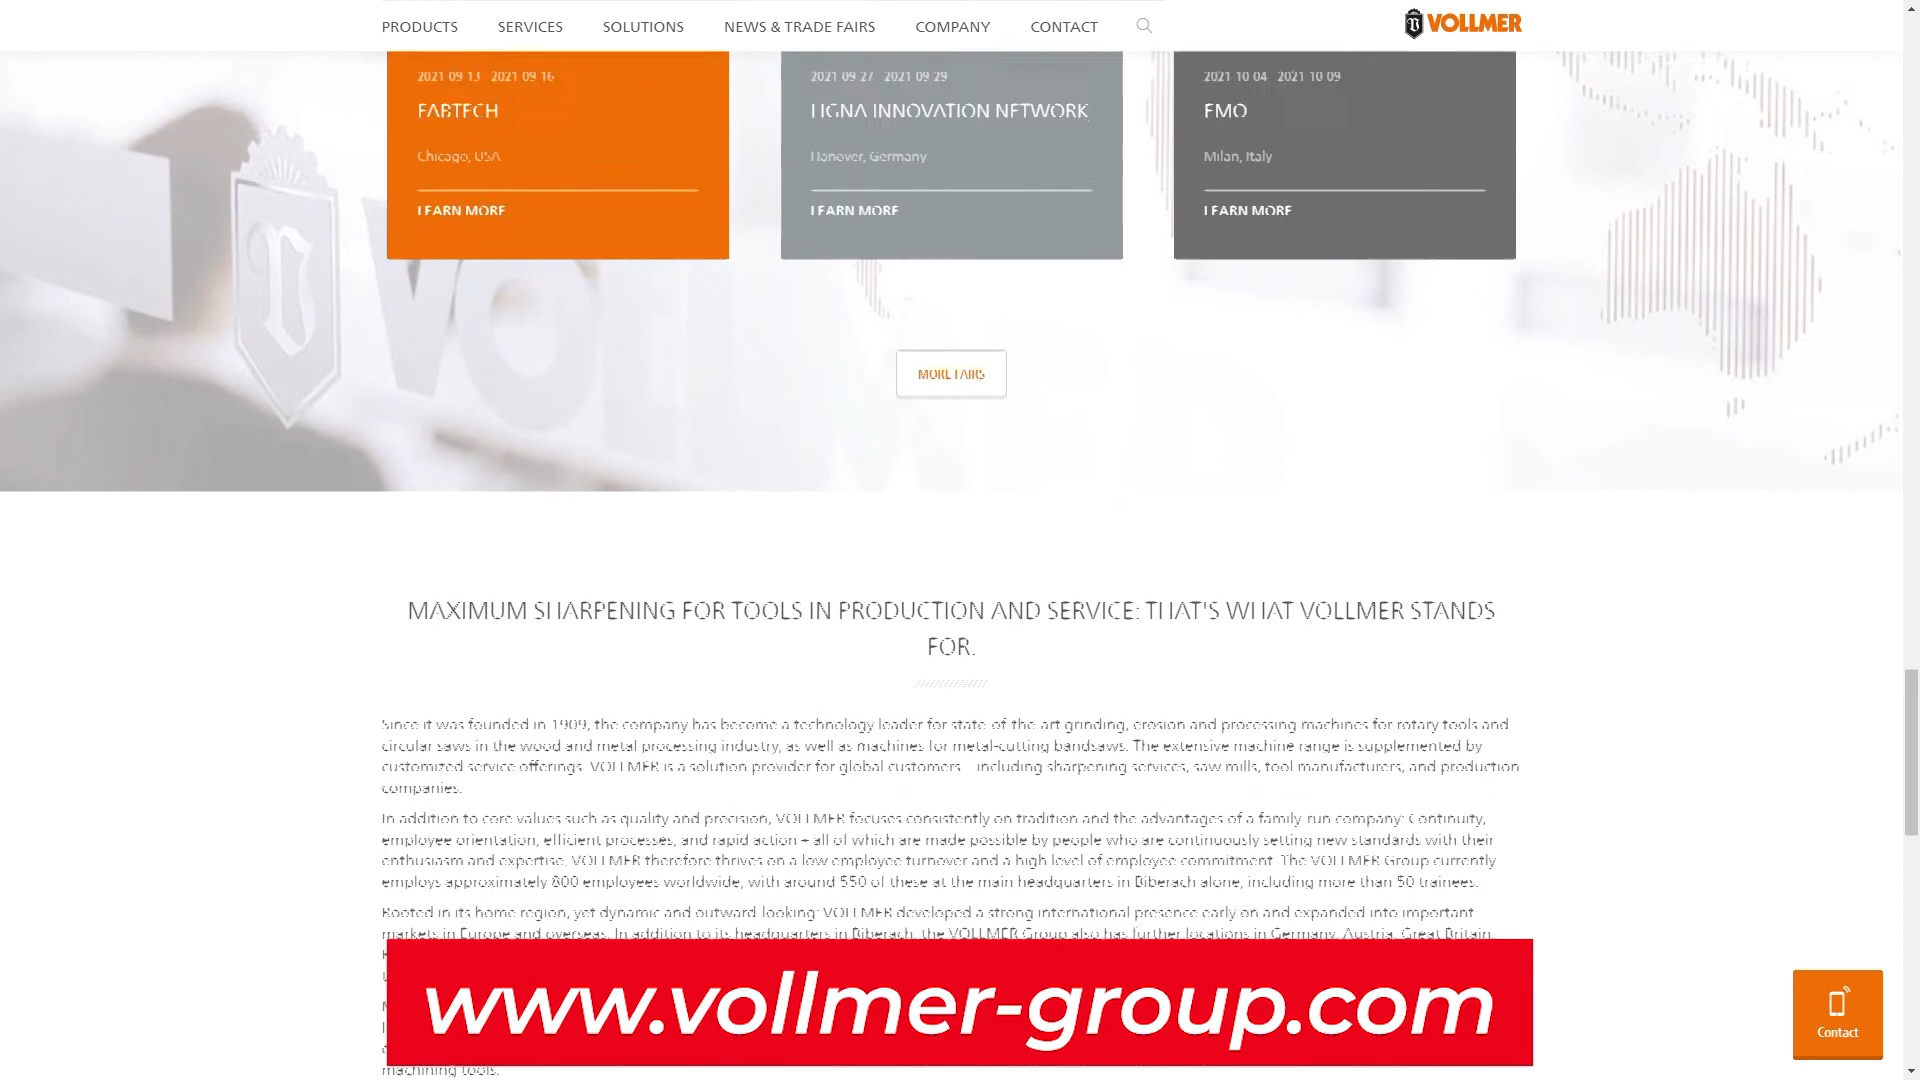 PRODUCTS SERVICES SOLUTIONS NEWS & TRADE FAIRS COMPANY CONTACT VOLLMER
2021-09-13 - 2021-09-16
FABTECH
Chicago, USA
LEARN MORE
2021-09-27 - 2021-09-29
LIGNA INNOVATION NETWORK
Hanover, Germany
LEARN MORE
2021-10-04 - 2021-10-09
EMO
Milan, Italy
LEARN MORE
VOLLMER
MORE FAIRS
MAXIMUM SHARPENING FOR TOOLS IN PRODUCTION AND SERVICE: THAT'S WHAT VOLLMER STANDS
FOR.
Since it was founded in 1909, the company has become a technology leader for state-of-the-art grinding, erosion and processing machines for rotary tools and
circular saws in the wood and metal processing industry, as well as machines for metal-cutting bandsaws. The extensive machine range is supplemented by
customized service offerings. VOLLMER is a solution provider for global customers – including sharpening services, saw mills, tool manufacturers, and production
companies.
In addition to core values such as quality and precision, VOLLMER focuses consistently on tradition and the advantages of a family-run company: Continuity,
employee orientation, efficient processes, and rapid action – all of which are made possible by people who are continuously setting new standards with their
enthusiasm and expertise. VOLLMER therefore thrives on a low employee turnover and a high level of employee commitment. The VOLLMER Group currently
employs approximately 800 employees worldwide, with around 550 of these at the main headquarters in Biberach alone, including more than 50 trainees.
Rooted in its home region, yet dynamic and outward-looking: VOLLMER developed a strong international presence early on and expanded into important
markets in Europe and overseas. In addition to its headquarters in Biberach, the VOLLMER Group also has further locations in Germany, Austria, Great Britain,
www.vollmer-group.com
machining tools.
Contact